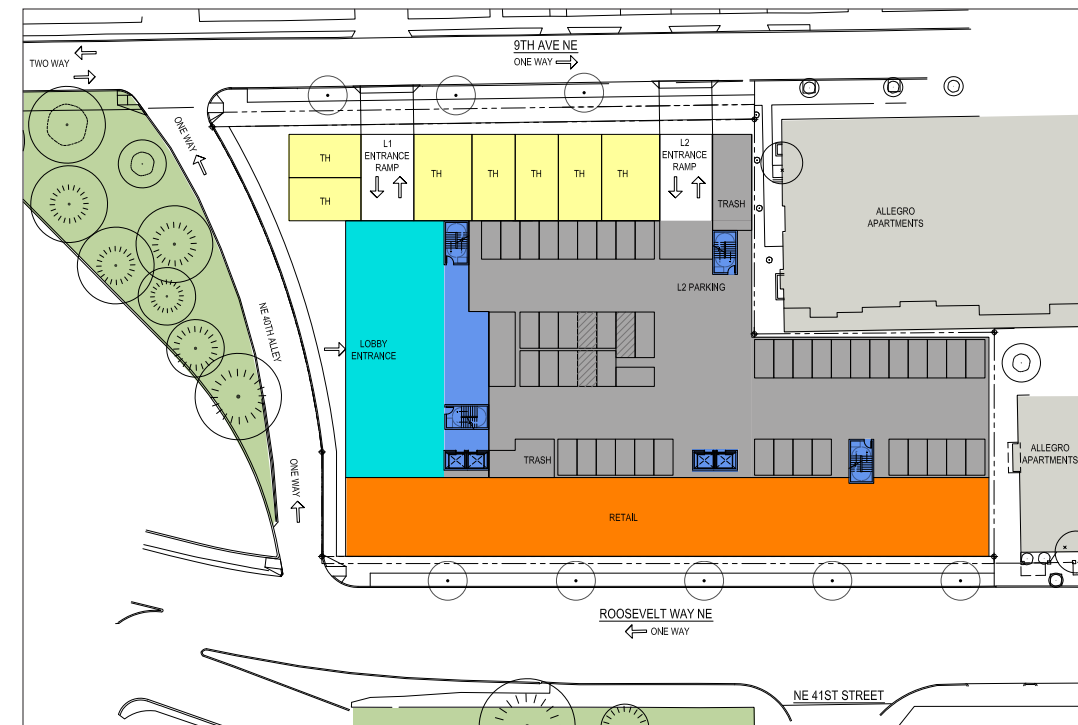 9TH AVE NE
TWO WAY
ONE WAY
ONE WAY
L1
ENTRANCE
RAMP
L2
ENTRANCE
RAMP
TH
TH
TH
TH
TH
TH
TH
TRASH
ALLEGRO
APARTMENTS
L2 PARKING
NE 40TH ALLEY
LOBBY
ENTRANCE
ALLEGRO
APARTMENTS
TRASH
ONE WAY
RETAIL
ROOSEVELT WAY NE
ONE WAY
NE 41ST STREET